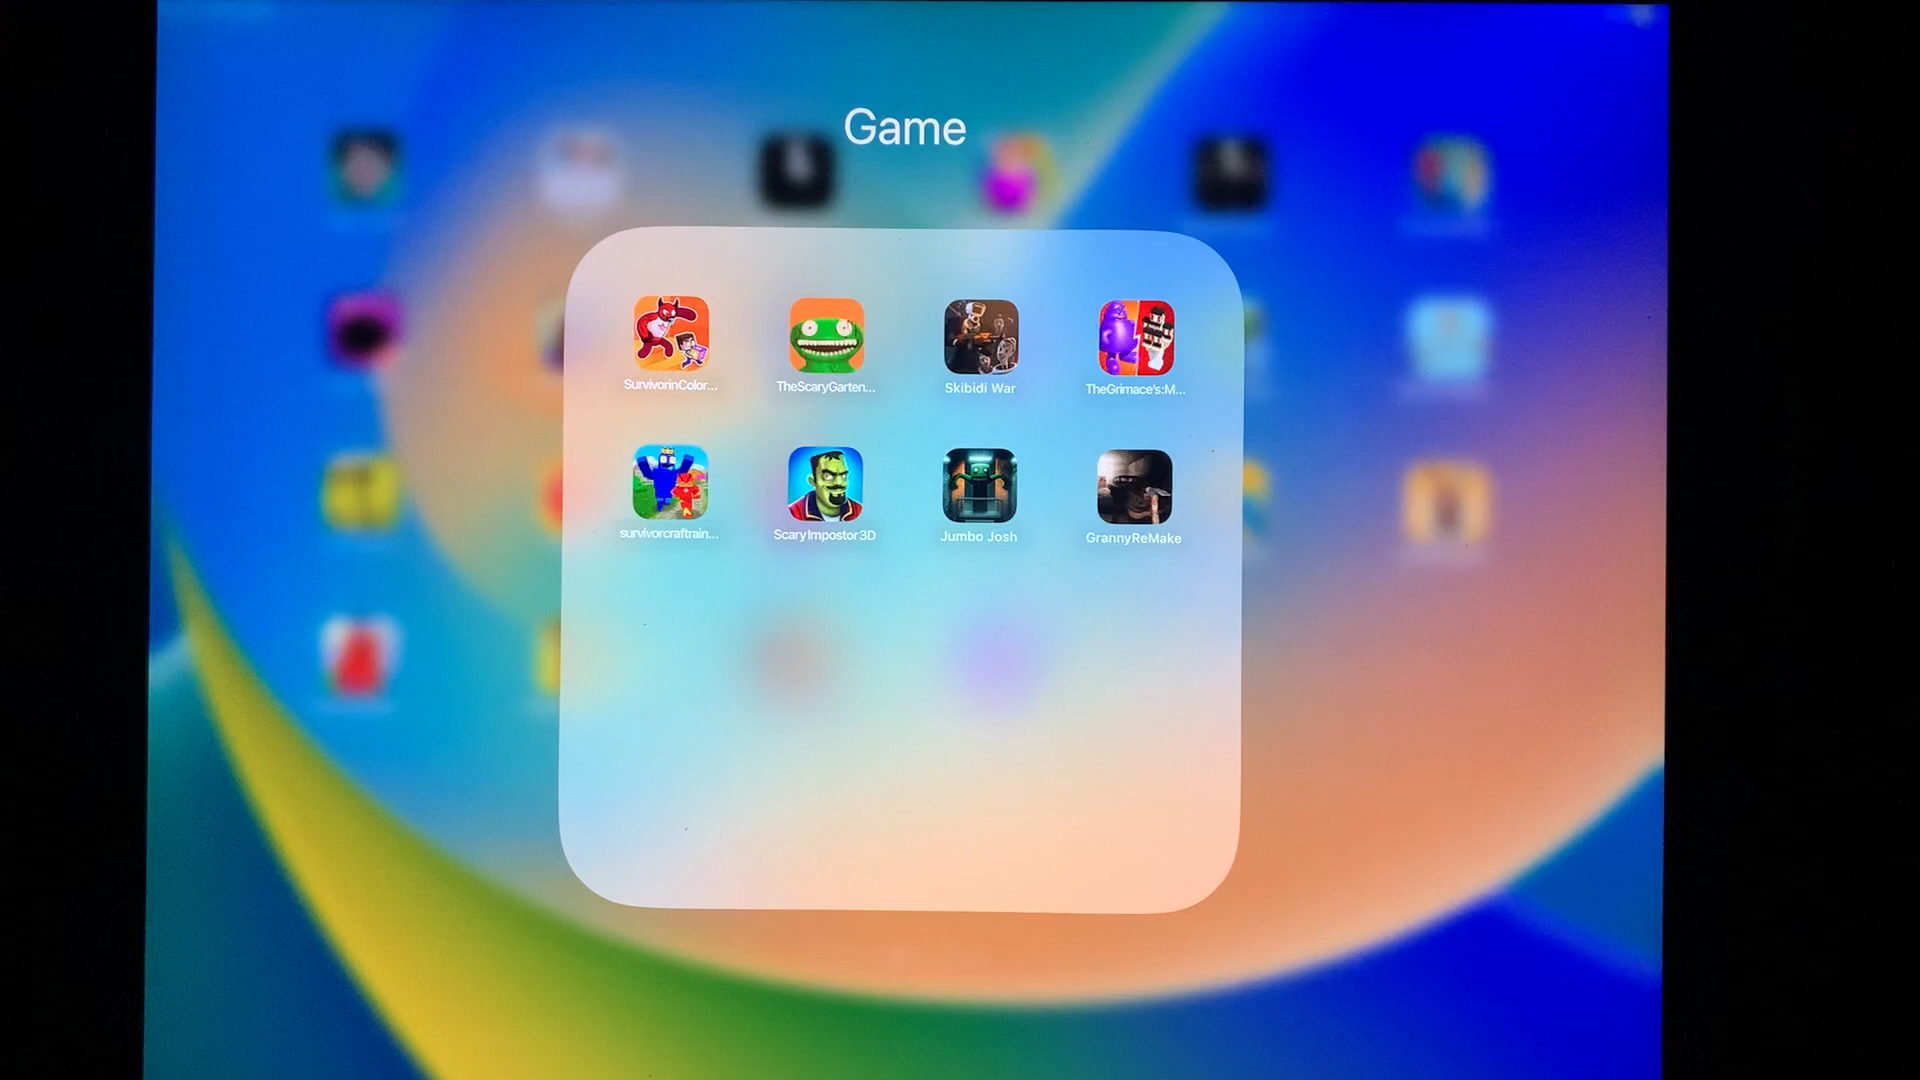 Game
SurvivorinColor...
TheScaryGarten...
Skibidi War
TheGrimace's:M...
survivorcraftrain...
ScaryImpostor3D
Jumbo Josh
GrannyReMake